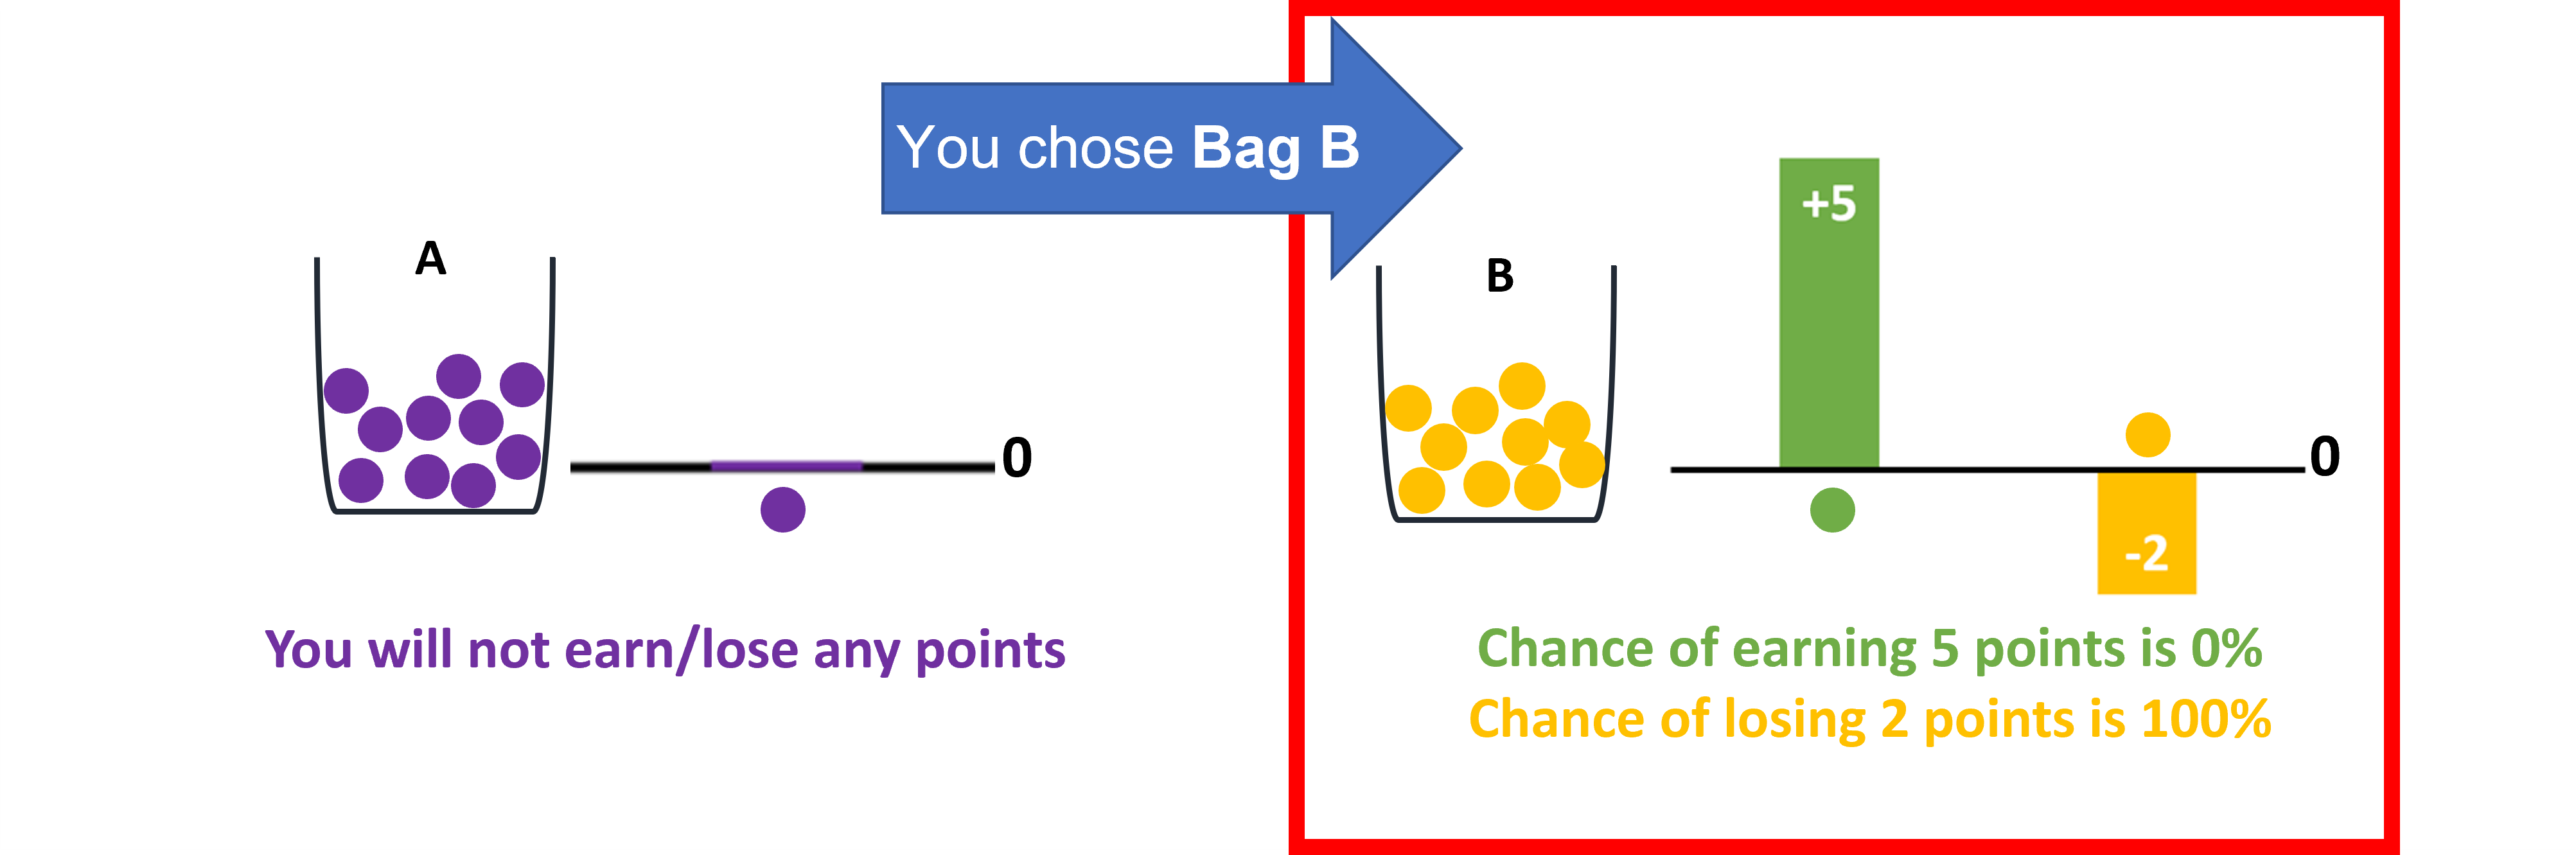 You chose Bag B
A
0
You will not earn/lose any points
B
+5
0
-2
Chance of earning 5 points is 0%
Chance of losing 2 points is 100%